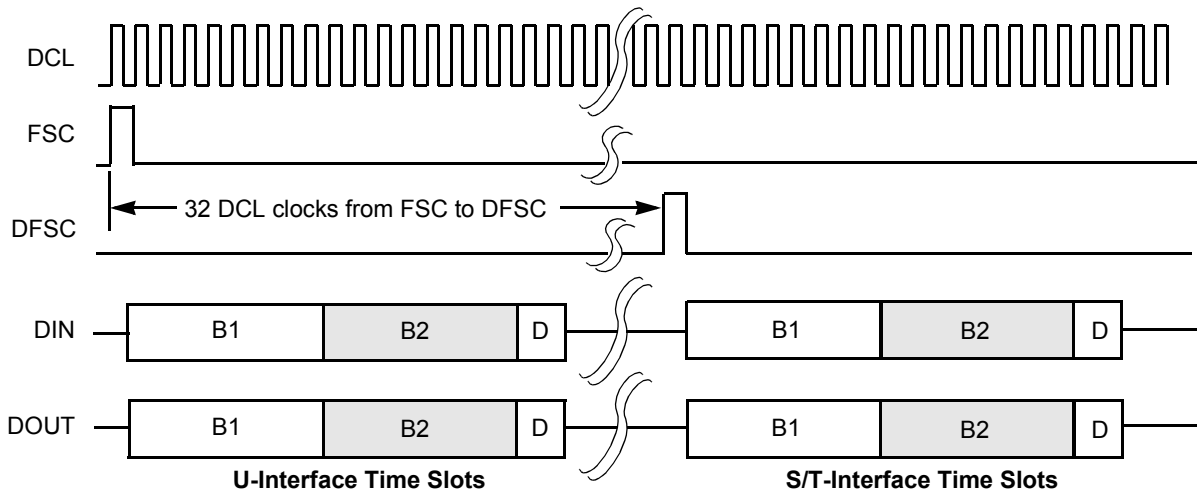 DCL
FSC
32 DCL clocks from FSC to DFSC
DFSC
DIN B1 B2 D B1 B2 D
DOUT B1 B2 D B1 B2 D
U-Interface Time Slots S/T-Interface Time Slots